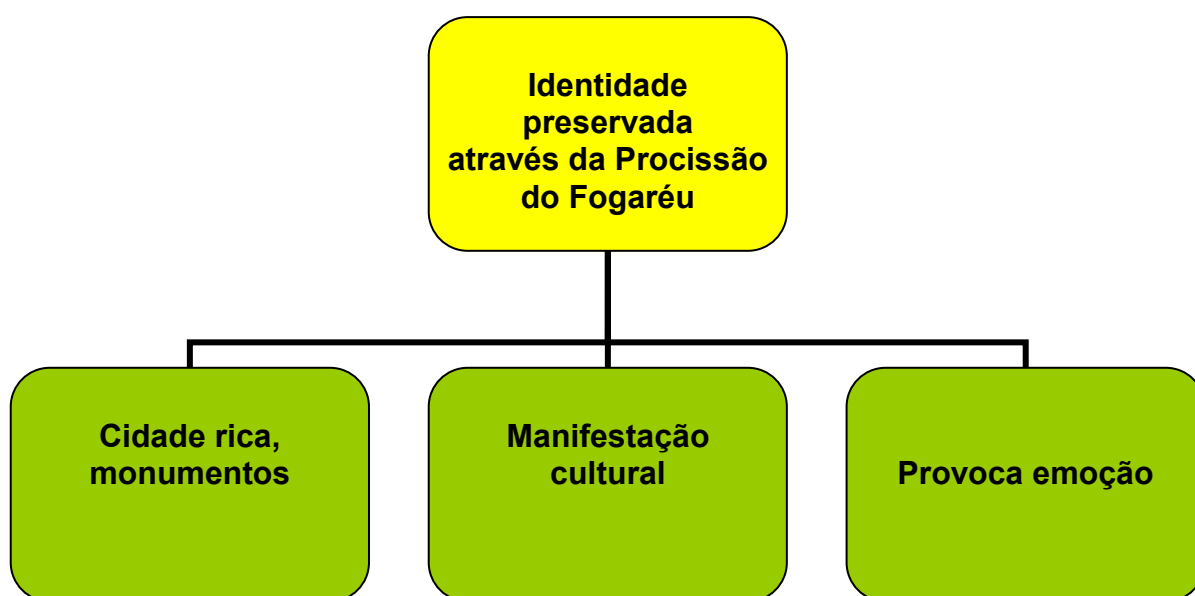 Identidade
preservada
através da Procissão
do Fogaréu
Cidade rica,
monumentos
Manifestação
cultural
Provoca emoção